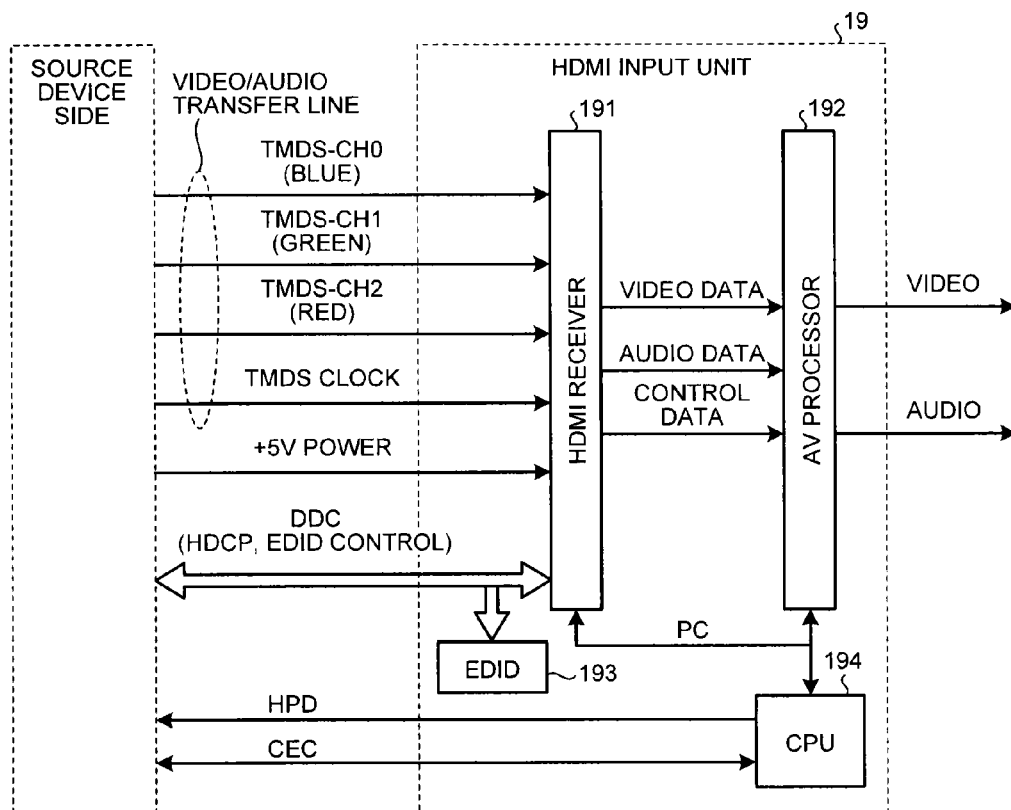 19
SOURCE
DEVICE
SIDE
VIDEO/AUDIO
TRANSFER LINE
HDMI INPUT UNIT
191
192
TMDS-CH0
(BLUE)
TMDS-CH1
(GREEN)
TMDS-CH2
(RED)
TMDS CLOCK
+5V POWER
DDC
(HDCP, EDID CONTROL)
HDMI RECEIVER
VIDEO DATA
AUDIO DATA
CONTROL
DATA
AV PROCESSOR
VIDEO
AUDIO
PC
EDID
193
194
CPU
HPD
CEC